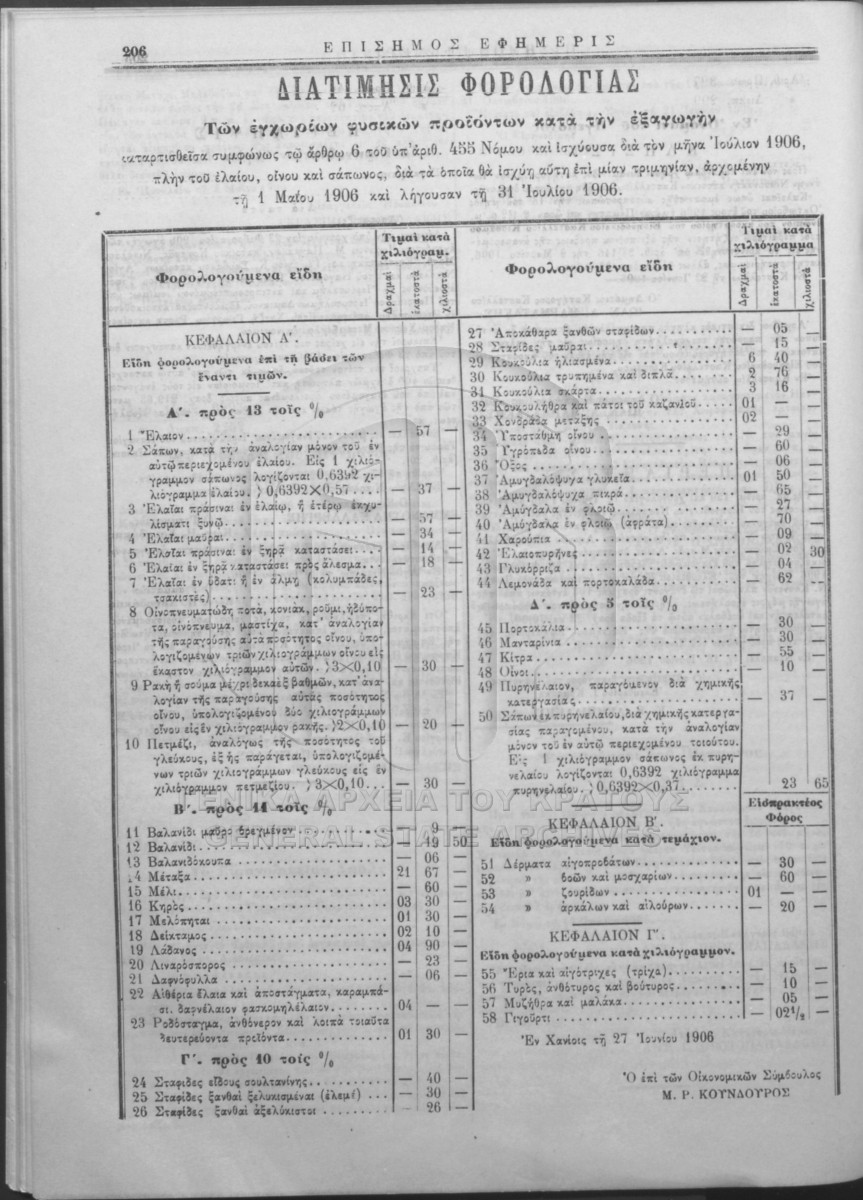 206
ΕΠΙΣΗΜΟΣ ΕΦΗΜΕΡΙΣ
ΔΙΑΤΙΜΗΣΙΣ ΦΟΡΟΛΟΓΙΑΣ
Τῶν ἐγχωρίων φυσικῶν προϊόντων κατὰ τὴν ἐξαγωγὴν
καταρτισθεῖσα συμφώνως τῷ ἄρθρῳ 6 τοῦ ὑπ' ἀριθ. 455 Νόμου καὶ ἰσχύουσα διὰ τὸν μῆνα Ἰούλιον 1906,
πλὴν τοῦ ἐλαίου, οἴνου καὶ σάπωνος, διὰ τὰ ὁποῖα θὰ ἰσχύῃ αὕτη ἐπὶ μίαν τριμηνίαν, ἀρχομένην
τῇ 1 Μαΐου 1906 καὶ λήγουσαν τῇ 31 Ἰουλίου 1906.
Φορολογούμενα εἴδη
Τιμαὶ κατὰ
χιλιόγραμ.
Δραχμαὶ
ἑκατοστὰ
χιλιοστὰ
ΚΕΦΑΛΑΙΟΝ Α'.
Εἴδη φορολογούμενα ἐπὶ τῇ βάσει τῶν
ἔναντι τιμῶν.
Α'. πρὸς 13 τοῖς %
1 Ἔλαιον — 57 —
2 Σάπων, κατὰ τὴν ἀναλογίαν μόνον τοῦ ἐν
αὐτῷ περιεχομένου ἐλαίου. Εἰς 1 χιλιό-
γραμμον σάπωνος λογίζονται 0,6392 χι-
λιόγραμμα ἐλαίου. ) 0,6392×0,57 — 37 —
3 Ἐλαῖαι πράσιναι ἐν ἐλαίῳ, ἢ ἑτέρῳ ἐκχυ-
λίσματι ξυνῷ — 57 —
4 Ἐλαῖαι μαῦραι — 34 —
5 Ἐλαῖαι πράσιναι ἐν ξηρᾷ καταστάσει — 14 —
6 Ἐλαίαι ἐν ξηρᾷ καταστάσει πρὸς ἄλεσμα — 18 —
7 Ἐλαῖαι ἐν ὕδατι ἢ ἐν ἅλμῃ (κολυμπάδες,
τσακιστὲς) — 23 —
8 Οἰνοπνευματώδη ποτά, κονιάκ, ροῦμι, ἡδύπο-
τα, οἰνόπνευμα, μαστίχα, κατ' ἀναλογίαν
τῆς παραγούσης αὐτὰ ποσότητος οἴνου, ὑπο-
λογιζομένων τριῶν χιλιογράμμων οἴνου εἰς
ἕκαστον χιλιόγραμμον αὐτῶν. )3×0,10 — 30 —
9 Ρακὴ ἢ σούμα μέχρι δεκαὲξ βαθμῶν, κατ' ἀνα-
λογίαν τῆς παραγούσης αὐτὰς ποσότητος
οἴνου, ὑπολογιζομένου δύο χιλιογράμμων
οἴνου εἰς ἓν χιλιόγραμμον ρακῆς. )2×0,10 — 20 —
10 Πετμέζι, ἀναλόγως τῆς ποσότητος τοῦ
γλεύκους, ἐξ ἧς παράγεται, ὑπολογιζομέ-
νων τριῶν χιλιογράμμων γλεύκους εἰς ἓν
χιλιόγραμμον πετμεζίου. ) 3×0,10 — 30 —
Β'. πρὸς 11 τοῖς %
11 Βαλανίδι μαῦρο βρεγμένον — 9 —
12 Βαλανίδι — 19 50
13 Βαλανιδόκουπα — 06 —
14 Μέταξα 21 67 —
15 Μέλι — 60 —
16 Κηρὸς 03 30 —
17 Μελόπηται 01 30 —
18 Δείκταμος 02 10 —
19 Λάδανος 04 90 —
20 Λιναρόσπορος — 23 —
21 Δαφνόφυλλα — 06 —
22 Αἰθέρια ἔλαια καὶ ἀποστάγματα, καραμπά-
σι, δαφνέλαιον φασκομηλέλαιον 04 — —
23 Ροδόσταγμα, ἀνθόνερον καὶ λοιπὰ τοιαῦτα
δευτερεύοντα προϊόντα 01 30 —
Γ'. πρὸς 10 τοῖς %
24 Σταφίδες εἴδους σουλτανίνης — 40 —
25 Σταφίδες ξανθαὶ ξελυκισμέναι (ἐλεμὲ) — 30 —
26 Σταφίδες ξανθαὶ ἀξελύκιστοι — 26 —
Φορολογούμενα εἴδη
Τιμαὶ κατὰ
χιλιόγραμμα
Δραχμαὶ
ἑκατοστὰ
χιλιοστὰ
27 Ἀποκάθαρα ξανθῶν σταφίδων — 05 —
28 Σταφίδες μαῦραι — 15 —
29 Κουκούλια ἡλιασμένα 6 40 —
30 Κουκούλια τρυπημένα καὶ διπλᾶ 2 76 —
31 Κουκούλια σκάρτα 3 16 —
32 Κουκουλήθρα καὶ πάτοι τοῦ καζανίοῦ 01 — —
33 Χονδράδα μετάξης 02 — —
34 Ὑποστάθμη οἴνου — 29 —
35 Ὑγρόπεδα οἴνου — 60 —
36 Ὄξος — 06 —
37 Ἀμυγδαλόψυχα γλυκεῖα 01 50 —
38 Ἀμυγδαλόψυχα πικρά — 65 —
39 Ἀμύγδαλα ἐν φλοιῷ — 27 —
40 Ἀμύγδαλα ἐν φλοιῷ (ἀφράτα) — 70 —
41 Χαρούπια — 09 —
42 Ἐλαιοπυρῆνες — 02 30
43 Γλυκόρριζα — 04 —
44 Λεμονάδα καὶ πορτοκαλάδα — 62 —
Δ'. πρὸς 5 τοῖς %
45 Πορτοκάλια — 30 —
46 Μανταρίνια — 30 —
47 Κίτρα — 55 —
48 Οἶνοι — 10 —
49 Πυρηνέλαιον, παραγόμενον διὰ χημικῆς
κατεργασίας — 37
50 Σάπων ἐκ πυρηνελαίου, διὰ χημικῆς κατεργα-
σίας παραγομένου, κατὰ τὴν ἀναλογίαν
μόνον τοῦ ἐν αὐτῷ περιεχομένου τοιούτου.
Εἰς 1 χιλιόγραμμον σάπωνος ἐκ πυρη-
νελαίου λογίζονται 0,6392 χιλιόγραμμα
πυρηνελαίου. ) 0,6392×0,37 23 65
ΚΕΦΑΛΑΙΟΝ Β'.
Εἴδη φορολογούμενα κατὰ τεμάχιον.
Εἰσπρακτέος
Φόρος
51 Δέρματα αἰγοπροβάτων — 30 —
52 » βοῶν καὶ μοσχαρίων — 60 —
53 » ζουρίδων 01 — —
54 » ἀρκάλων καὶ αἰλούρων — 20 —
ΚΕΦΑΛΑΙΟΝ Γ'.
Εἴδη φορολογούμενα κατὰ χιλιόγραμμον.
55 Ἔρια καὶ αἰγότριχες (τρίχα) — 15 —
56 Τυρὸς, ἀνθότυρος καὶ βούτυρος — 10 —
57 Μυζήθρα καὶ μαλάκα — 05 —
58 Γιγοῦρτι — 02½ —
Ἐν Χανίοις τῇ 27 Ἰουνίου 1906
Ὁ ἐπὶ τῶν Οἰκονομικῶν Σύμβουλος
Μ. Ρ. ΚΟΥΝΔΟΥΡΟΣ
ΓΕΝΙΚΑ ΑΡΧΕΙΑ ΤΟΥ ΚΡΑΤΟΥΣ
GENERAL STATE ARCHIVES